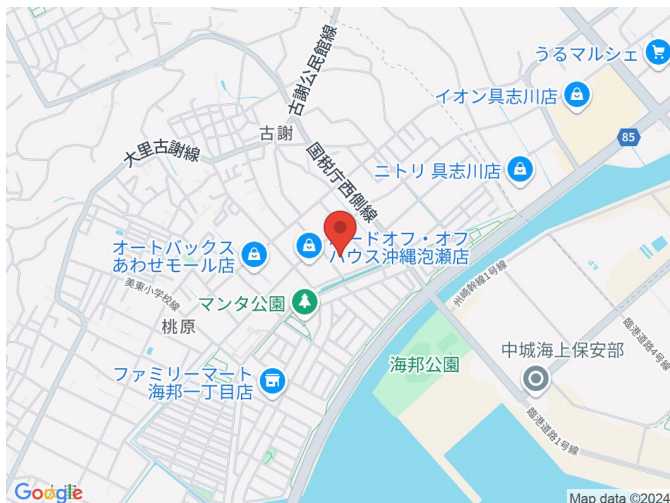 うるマルシェ
イオン具志川店
85
古謝公民館線
古謝
大里古謝線
国税庁西側線
ニトリ 具志川店
ハードオフ・オフ
ハウス沖縄泡瀬店
オートバックス
あわせモール店
美東小学校線
マンタ公園
桃原
州崎幹線1号線
臨港道路4号線
海邦公園
中城海上保安部
ファミリーマート
海邦一丁目店
臨港道路1号線
Google
Map data ©2024